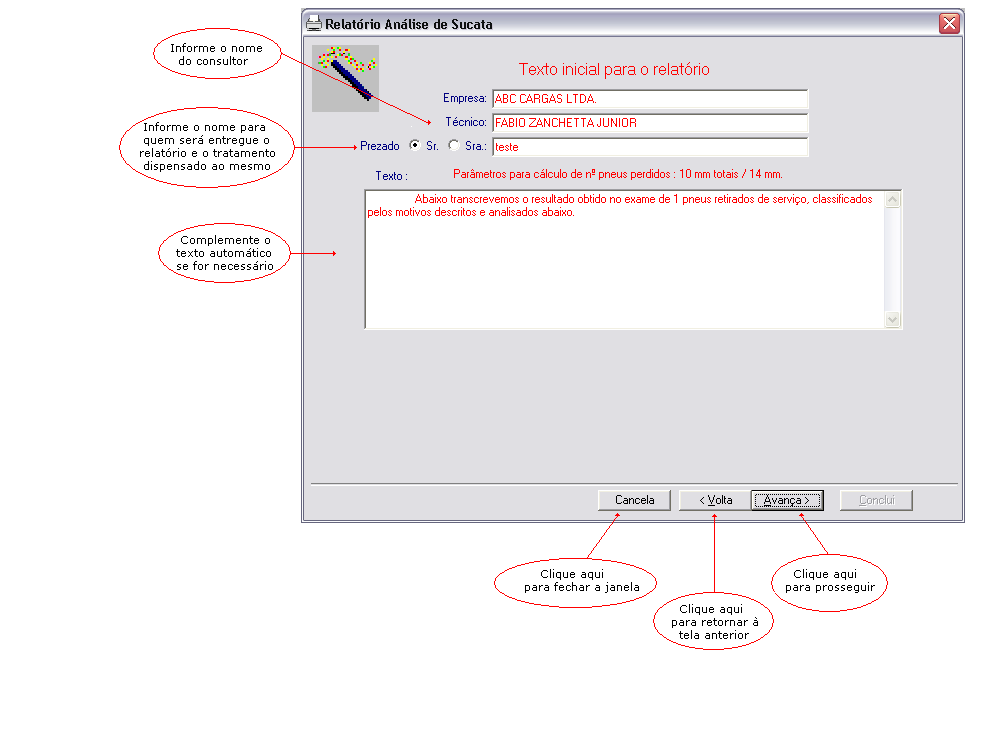 Relatório Análise de Sucata
Informe o nome
do consultor
Texto inicial para o relatório
Empresa: ABC CARGAS LTDA.
Técnico: FABIO ZANCHETTA JUNIOR
Informe o nome para
quem será entregue o
relatório e o tratamento
dispensado ao mesmo
Prezado Sr. Sra.: teste
Texto : Parâmetros para cálculo de nº pneus perdidos : 10 mm totais / 14 mm.
Abaixo transcrevemos o resultado obtido no exame de 1 pneus retirados de serviço, classificados
pelos motivos descritos e analisados abaixo.
Complemente o
texto automático
se for necessário
Cancela < Volta Avança > Conclui
Clique aqui
para fechar a janela
Clique aqui
para retornar à
tela anterior
Clique aqui
para prosseguir